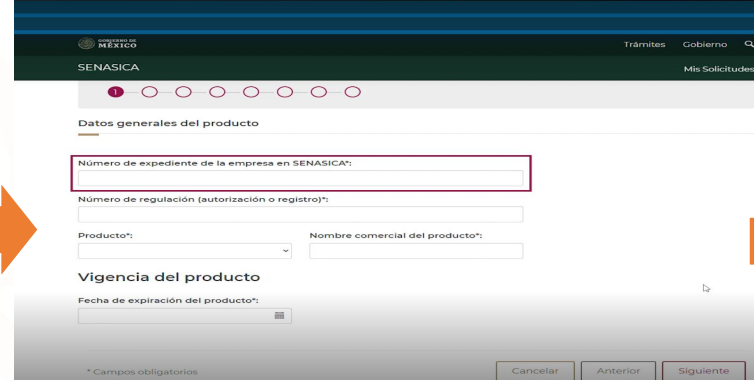 GOBIERNO DE
MÉXICO
Trámites Gobierno
SENASICA
Mis Solicitudes
1
Datos generales del producto
Número de expediente de la empresa en SENASICA*:
Número de regulación (autorización o registro)*:
Producto*: Nombre comercial del producto*:
Vigencia del producto
Fecha de expiración del producto*:
* Campos obligatorios
Cancelar Anterior Siguiente